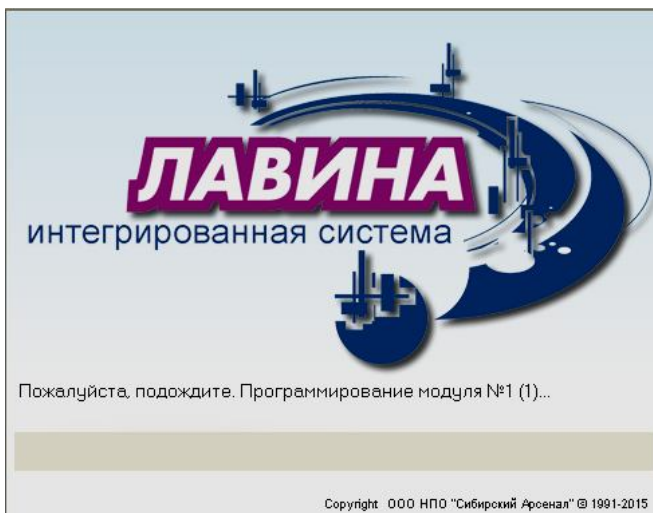 ЛАВИНА
интегрированная система
Пожалуйста, подождите. Программирование модуля №1 (1)...
Copyright ООО НПО "Сибирский Арсенал" © 1991-2015